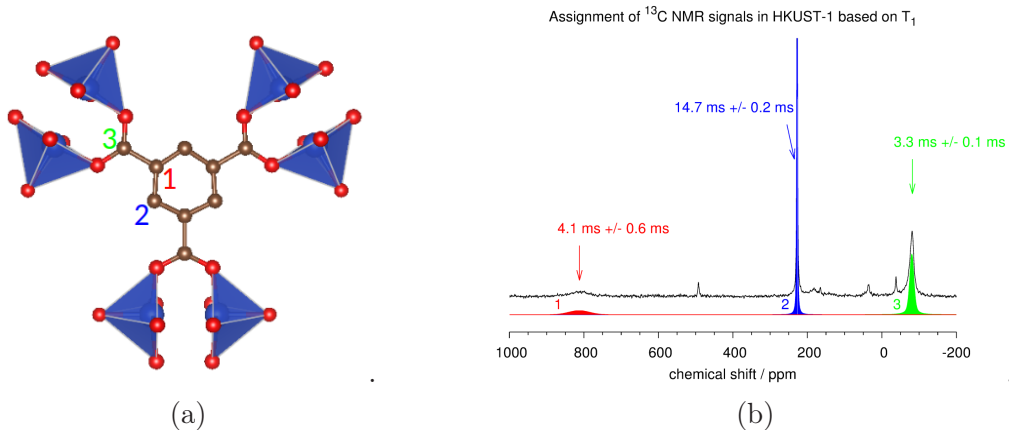 3
1
2
.
(a)
Assignment of ¹³C NMR signals in HKUST-1 based on T₁
14.7 ms +/- 0.2 ms
3.3 ms +/- 0.1 ms
4.1 ms +/- 0.6 ms
1 2 3
1000 800 600 400 200 0 -200
chemical shift / ppm
.
(b)